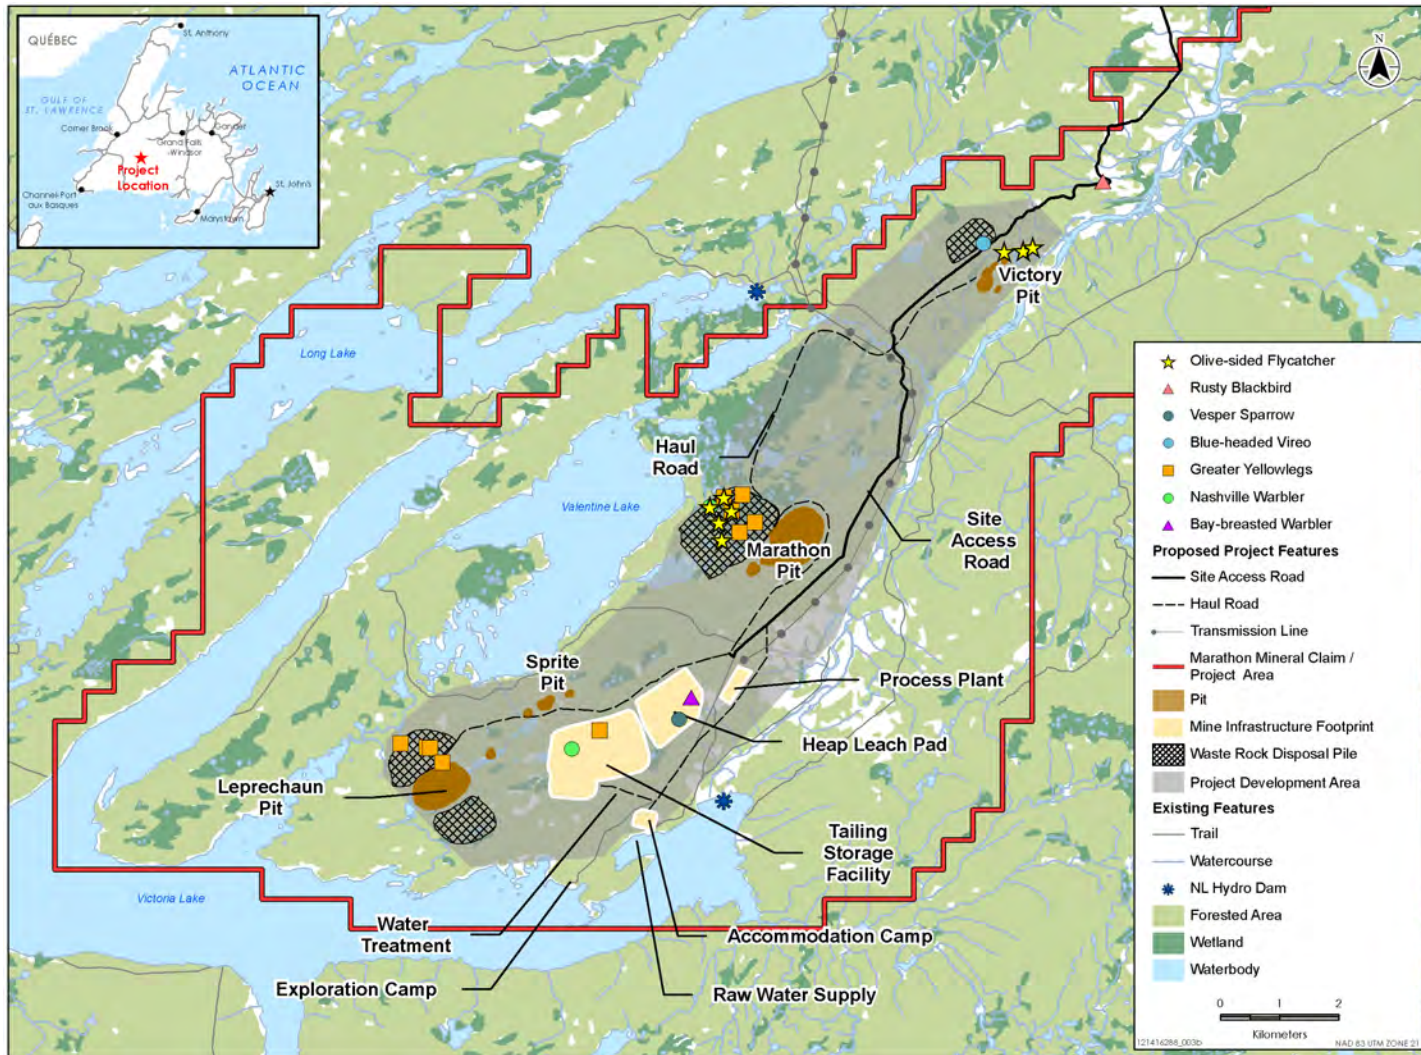 QUÉBEC
St. Anthony
ATLANTIC
OCEAN
GULF OF
ST. LAWRENCE
Corner Brook
Gander
Grand Falls
-Windsor
Project
Location
St. John's
Channel-Port
aux Basques
Marystown
N
Long Lake
Victory
Pit
Haul
Road
Valentine Lake
Marathon
Pit
Site
Access
Road
Sprite
Pit
Process Plant
Heap Leach Pad
Leprechaun
Pit
Tailing
Storage
Facility
Victoria Lake
Water
Treatment
Accommodation Camp
Exploration Camp
Raw Water Supply
Olive-sided Flycatcher
Rusty Blackbird
Vesper Sparrow
Blue-headed Vireo
Greater Yellowlegs
Nashville Warbler
Bay-breasted Warbler
Proposed Project Features
Site Access Road
Haul Road
Transmission Line
Marathon Mineral Claim /
Project Area
Pit
Mine Infrastructure Footprint
Waste Rock Disposal Pile
Project Development Area
Existing Features
Trail
Watercourse
NL Hydro Dam
Forested Area
Wetland
Waterbody
0 1 2
Kilometers
121416288_003b
NAD 83 UTM ZONE 21